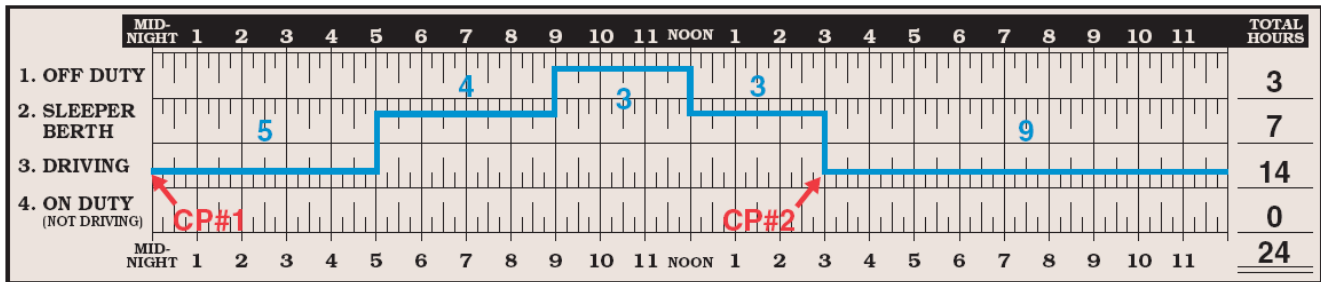 MID-NIGHT 1 2 3 4 5 6 7 8 9 10 11 NOON 1 2 3 4 5 6 7 8 9 10 11 TOTAL HOURS
1. OFF DUTY 4 3 3
2. SLEEPER BERTH 5 3 9 7
3. DRIVING 14
4. ON DUTY (NOT DRIVING) CP#1 CP#2 0
MID-NIGHT 1 2 3 4 5 6 7 8 9 10 11 NOON 1 2 3 4 5 6 7 8 9 10 11 24